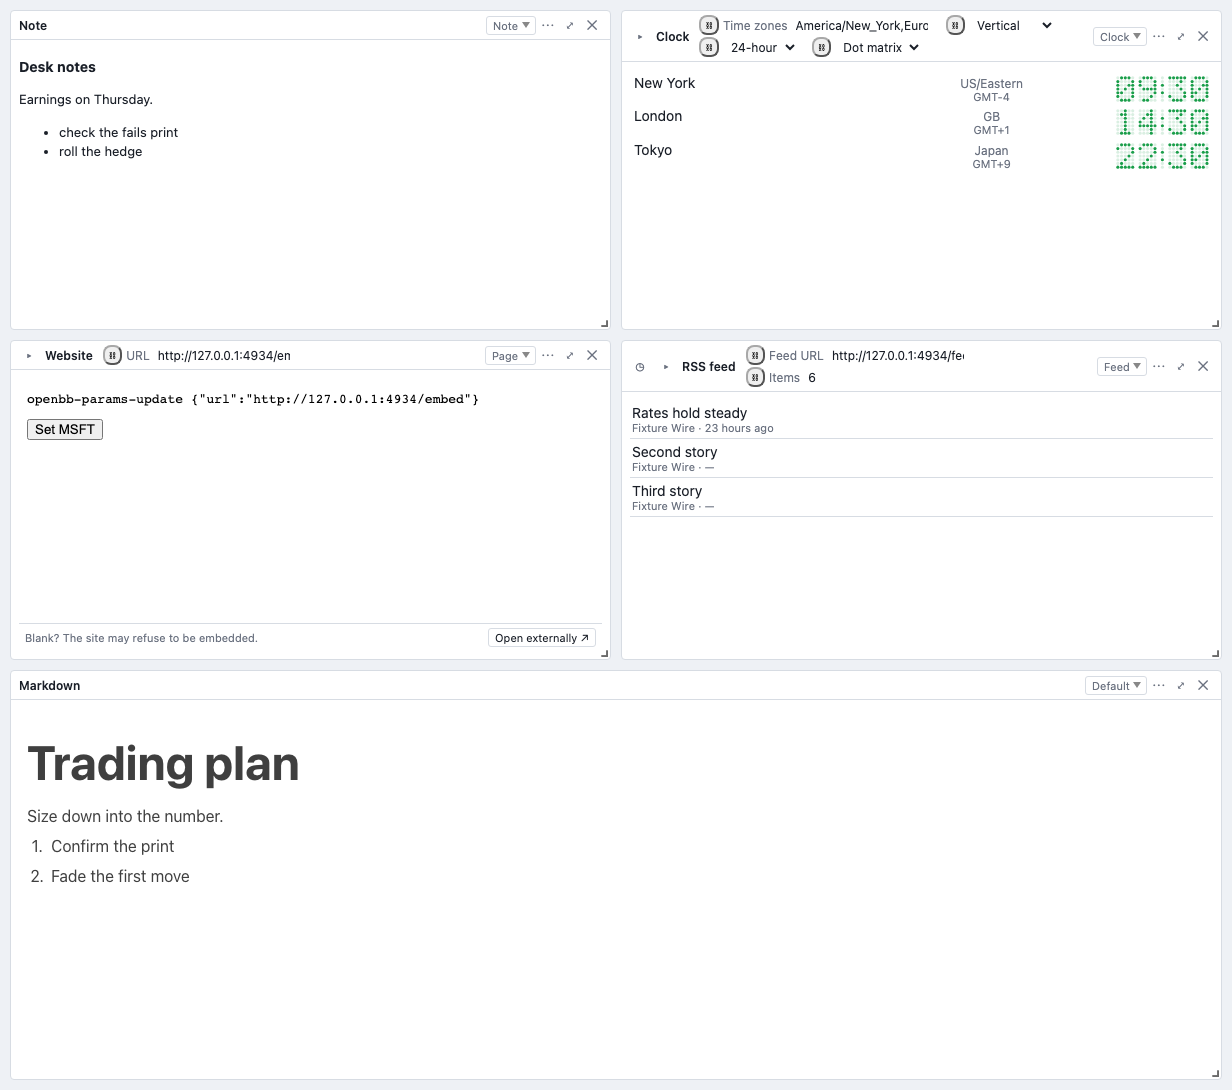 Note
Note
Desk notes
Earnings on Thursday.
check the fails print
roll the hedge
Clock
Time zones America/New_York,Euro
Vertical
24-hour
Dot matrix
Clock
New York
US/Eastern
GMT-4
09:30
London
GB
GMT+1
14:30
Tokyo
Japan
GMT+9
22:30
Website
URL http://127.0.0.1:4934/en
Page
openbb-params-update {"url":"http://127.0.0.1:4934/embed"}
Set MSFT
Blank? The site may refuse to be embedded.
Open externally ↗
RSS feed
Feed URL http://127.0.0.1:4934/fe
Items 6
Feed
Rates hold steady
Fixture Wire · 23 hours ago
Second story
Fixture Wire · —
Third story
Fixture Wire · —
Markdown
Default
Trading plan
Size down into the number.
1. Confirm the print
2. Fade the first move